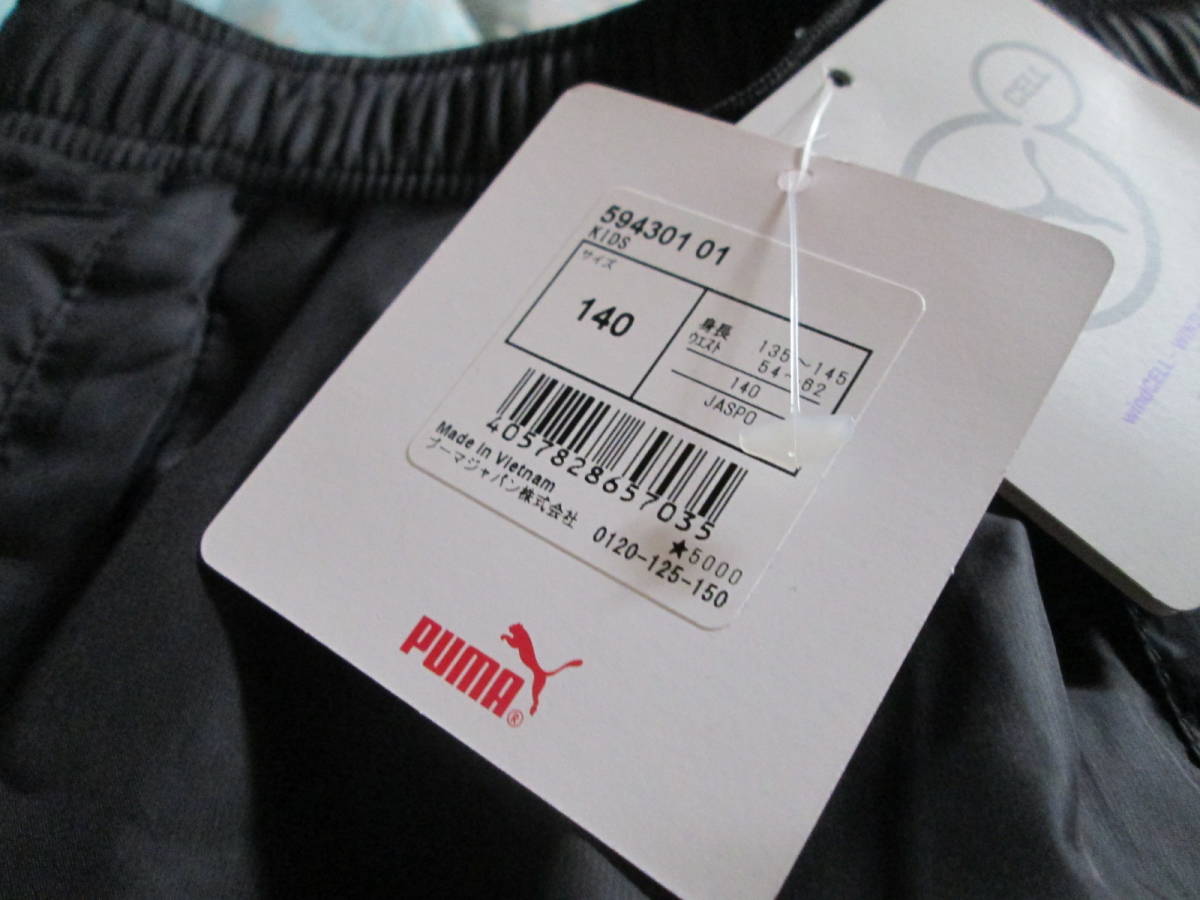 594301 01
KIDS
サイズ
140
身長 135~145
ウエスト 54~62
140
JASPO
4057828657035
Made in Vietnam
プーマジャパン株式会社
★5000
0120-125-150
PUMA®
CELL
WINDCELL